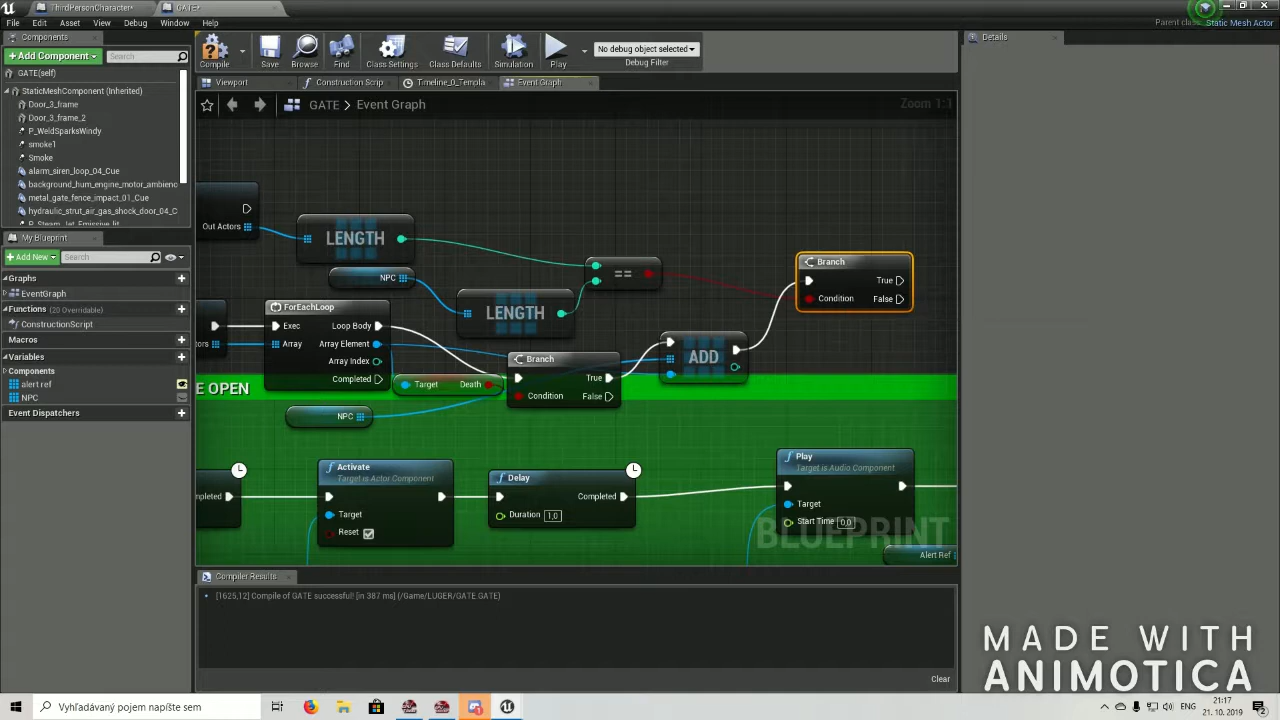 ThirdPersonCharacter*
GATE*
File
Edit
Asset
View
Debug
Window
Help
Parent class:
Static Mesh Actor
Components
Add Component
Search
GATE(self)
StaticMeshComponent (Inherited)
Door_3_frame
Door_3_frame_2
P_WeldSparksWindy
smoke1
Smoke
alarm_siren_loop_04_Cue
background_hum_engine_motor_ambienc
metal_gate_fence_impact_01_Cue
hydraulic_strut_air_gas_shock_door_04_C
P_Steam_Jet_Emissive_lit
My Blueprint
Add New
Search
Graphs
EventGraph
Functions (20 Overridable)
ConstructionScript
Macros
Variables
Components
alert ref
NPC
Event Dispatchers
Compile
Save
Browse
Find
Class Settings
Class Defaults
Simulation
Play
No debug object selected
Debug Filter
Viewport
Construction Scrip
Timeline_0_Templa
Event Graph
GATE > Event Graph
Zoom 1:1
Out Actors
LENGTH
NPC
==
LENGTH
Branch
True
Condition
False
ForEachLoop
Exec
Loop Body
Array
Array Element
Array Index
Completed
ctors
Target
Death
Branch
True
Condition
False
ADD
E OPEN
NPC
mpleted
Activate
Target is Actor Component
Target
Reset
Delay
Completed
Duration 1,0
Play
Target is Audio Component
Target
Start Time 0,0
Alert Ref
BLUEPRINT
Compiler Results
[1625,12] Compile of GATE successful! [in 387 ms] (/Game/LUGER/GATE.GATE)
Clear
Details
MADE WITH
ANIMOTICA
Vyhľadávaný pojem napíšte sem
ENG
21:17
21. 10. 2019
2